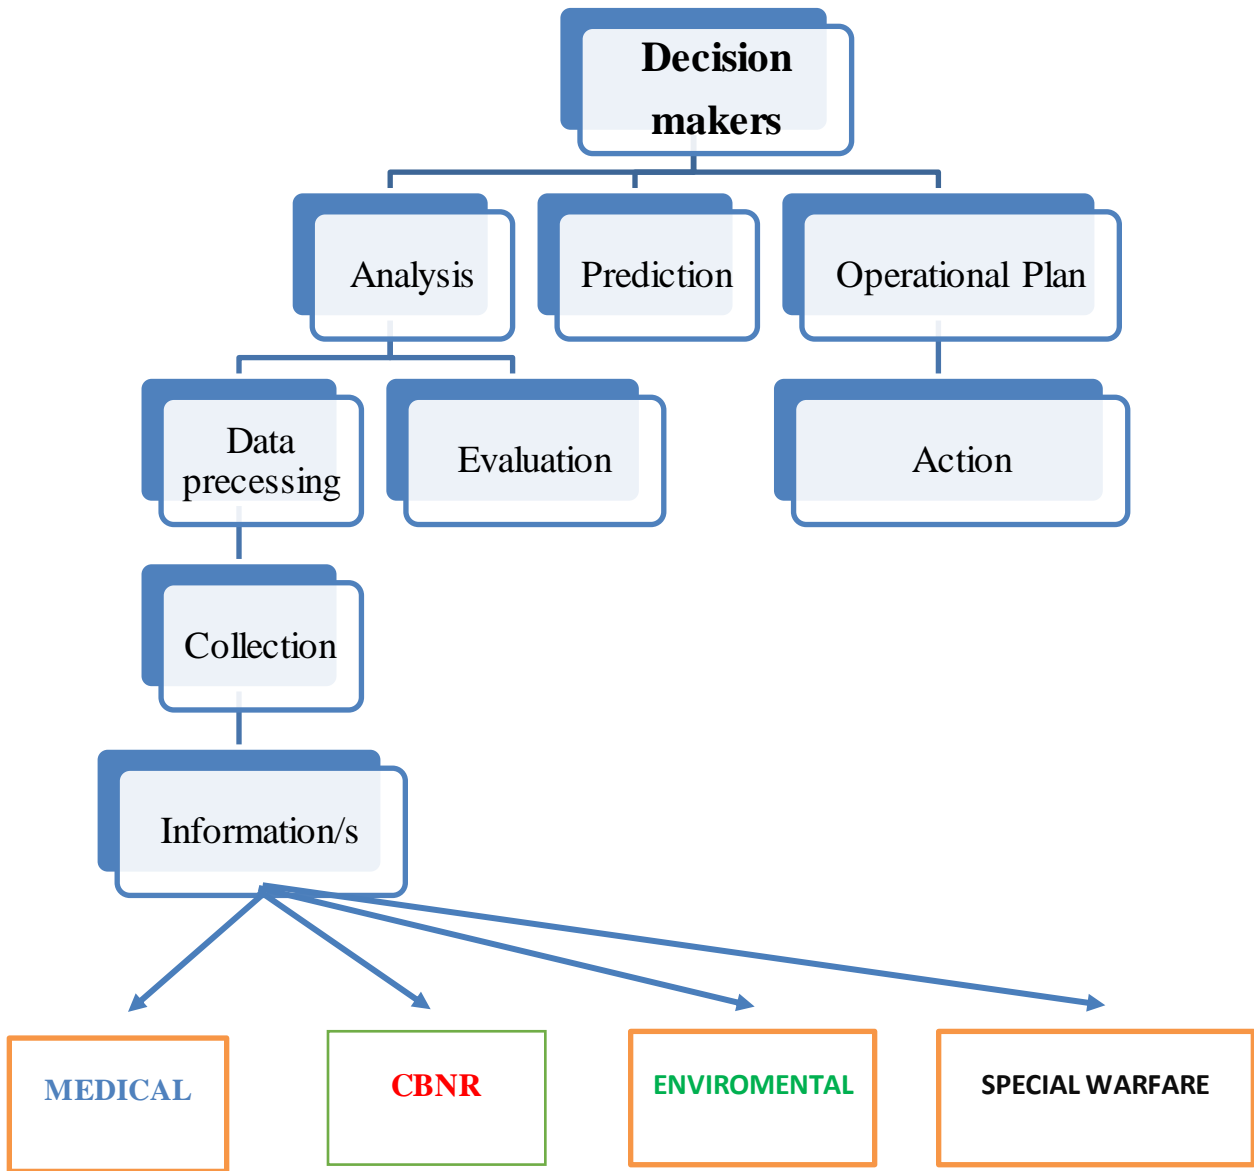 Decision
makers
Analysis
Prediction
Operational Plan
Data
precessing
Evaluation
Action
Collection
Information/s
MEDICAL
CBNR
ENVIROMENTAL
SPECIAL WARFARE